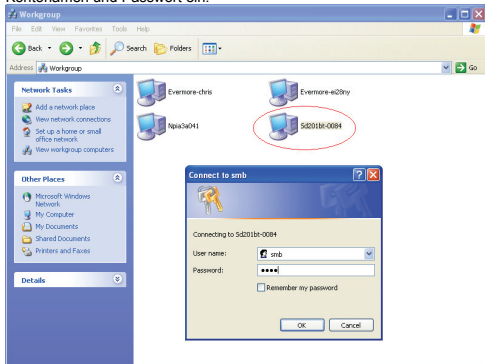 Kontonamen und Passwort ein.
Workgroup
File Edit View Favorites Tools Help
Back Search Folders
Address Workgroup Go
Network Tasks
Add a network place
View network connections
Set up a home or small
office network
View workgroup computers
Other Places
Microsoft Windows
Network
My Computer
My Documents
Shared Documents
Printers and Faxes
Details
Evermore-chris Evermore-ei28ny
Npia3a041 Sd201bt-0084
Connect to smb
Connecting to Sd201bt-0084
User name: smb
Password: ••••
Remember my password
OK Cancel